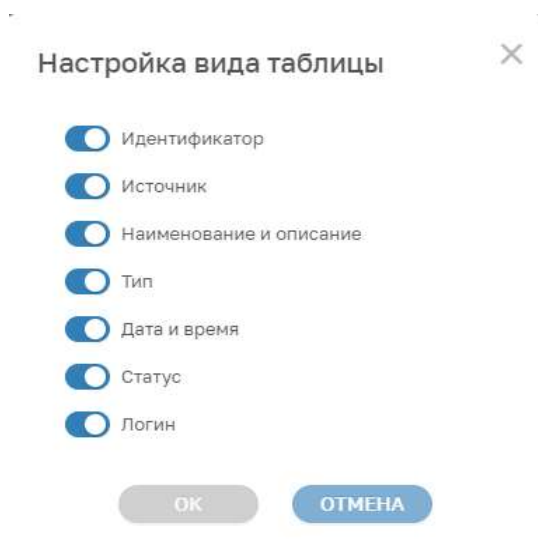 Настройка вида таблицы
Идентификатор
Источник
Наименование и описание
Тип
Дата и время
Статус
Логин
ОК
ОТМЕНА